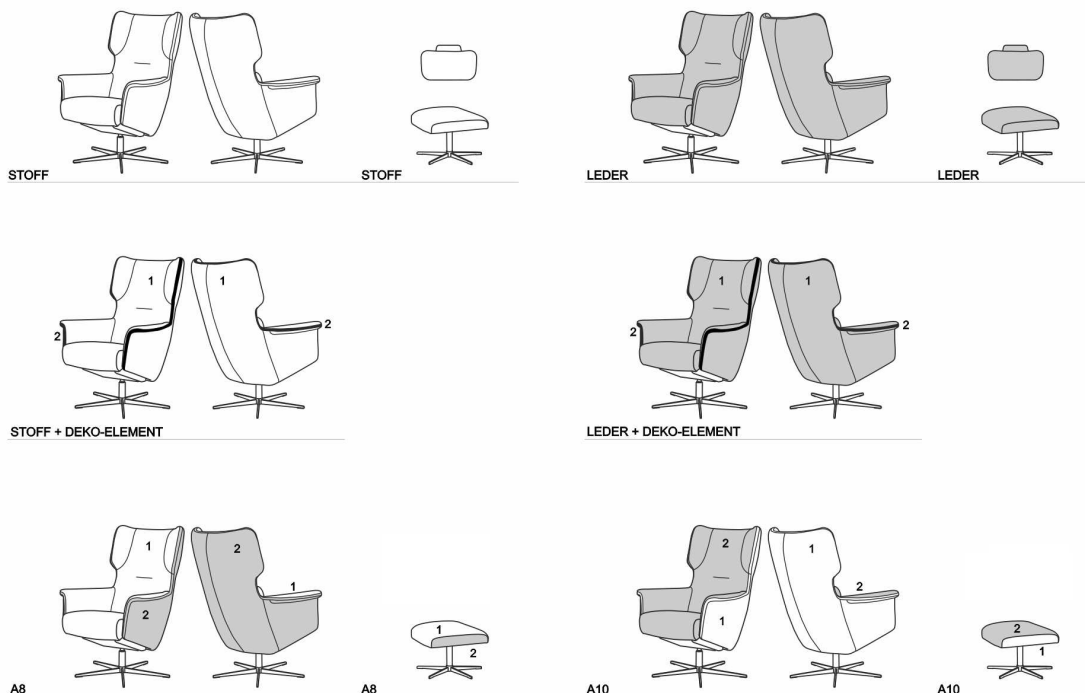 STOFF
STOFF
LEDER
LEDER
1
1
2
2
STOFF + DEKO-ELEMENT
1
1
2
2
LEDER + DEKO-ELEMENT
1
2
1
2
1
2
A8
A8
2
1
2
1
2
1
A10
A10